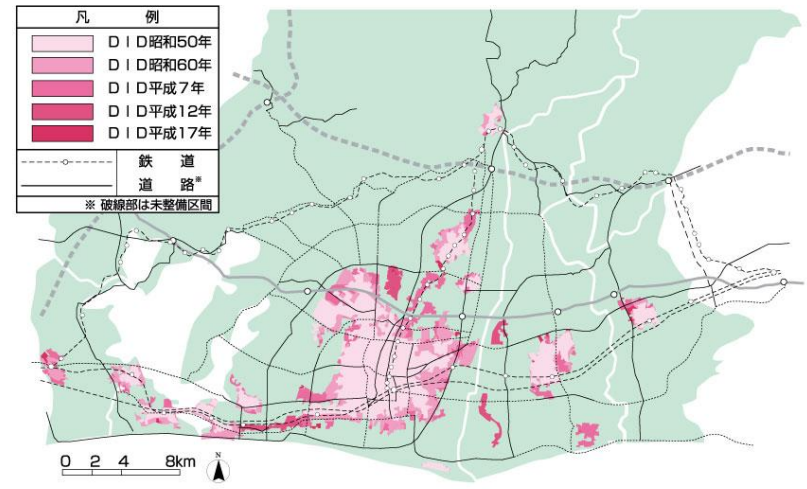 凡 例
DID昭和50年
DID昭和60年
DID平成7年
DID平成12年
DID平成17年
鉄 道
道 路※
※ 破線部は未整備区間
0 2 4 8km
N